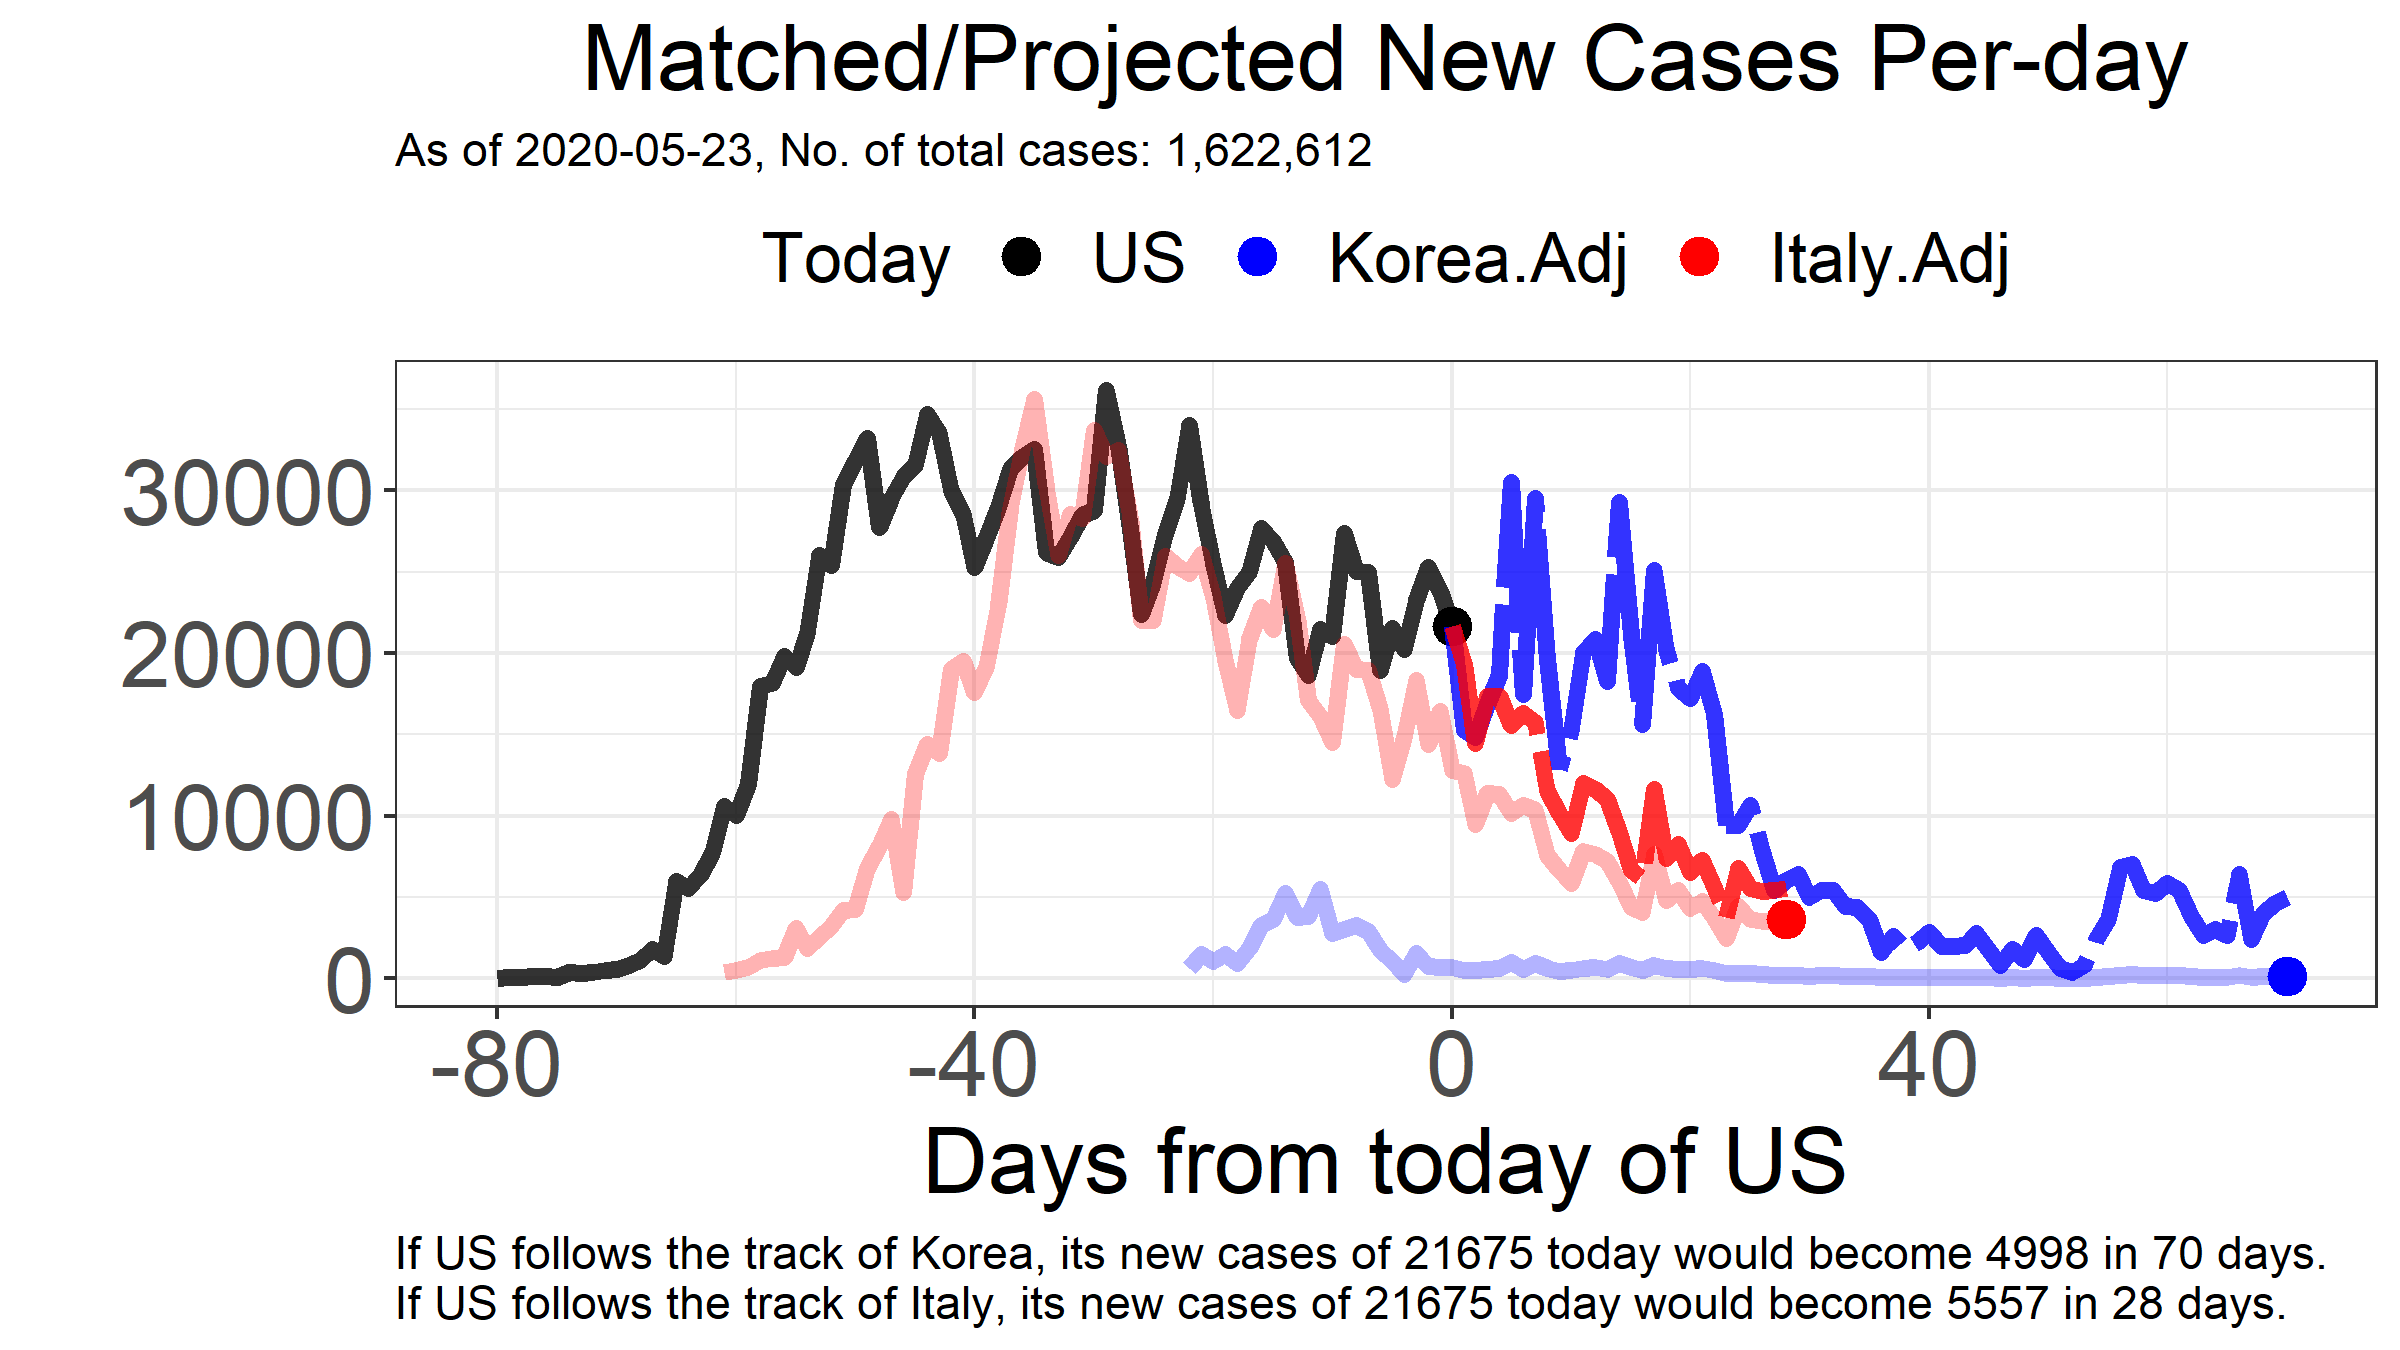 Matched/Projected New Cases Per-day
As of 2020-05-23, No. of total cases: 1,622,612
Today US Korea.Adj Italy.Adj
30000
20000
10000
0
-80 -40 0 40
Days from today of US
If US follows the track of Korea, its new cases of 21675 today would become 4998 in 70 days.
If US follows the track of Italy, its new cases of 21675 today would become 5557 in 28 days.